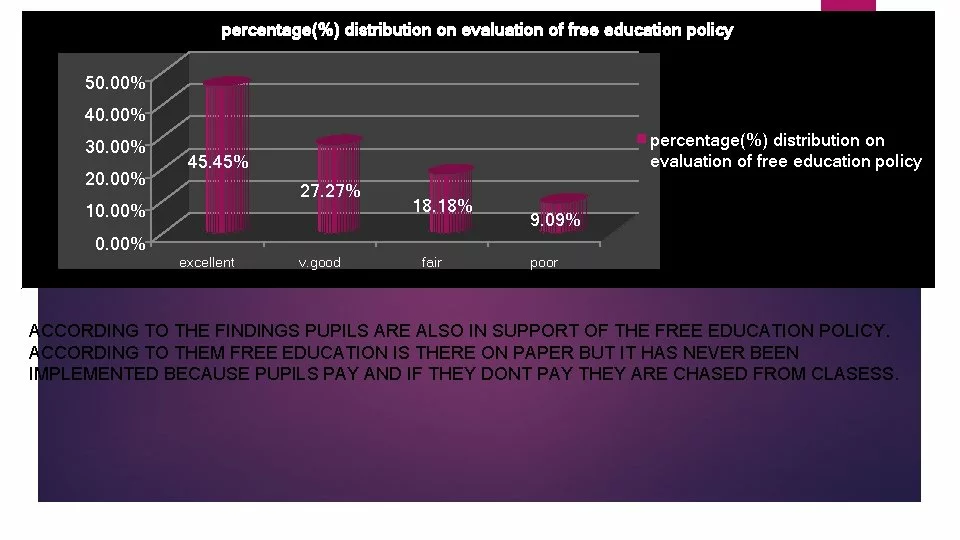 percentage(%) distribution on evaluation of free education policy
50.00%
40.00%
30.00%
20.00%
10.00%
0.00%
45.45%
27.27%
18.18%
9.09%
excellent v.good fair poor
percentage(%) distribution on
evaluation of free education policy
ACCORDING TO THE FINDINGS PUPILS ARE ALSO IN SUPPORT OF THE FREE EDUCATION POLICY.
ACCORDING TO THEM FREE EDUCATION IS THERE ON PAPER BUT IT HAS NEVER BEEN
IMPLEMENTED BECAUSE PUPILS PAY AND IF THEY DONT PAY THEY ARE CHASED FROM CLASESS.